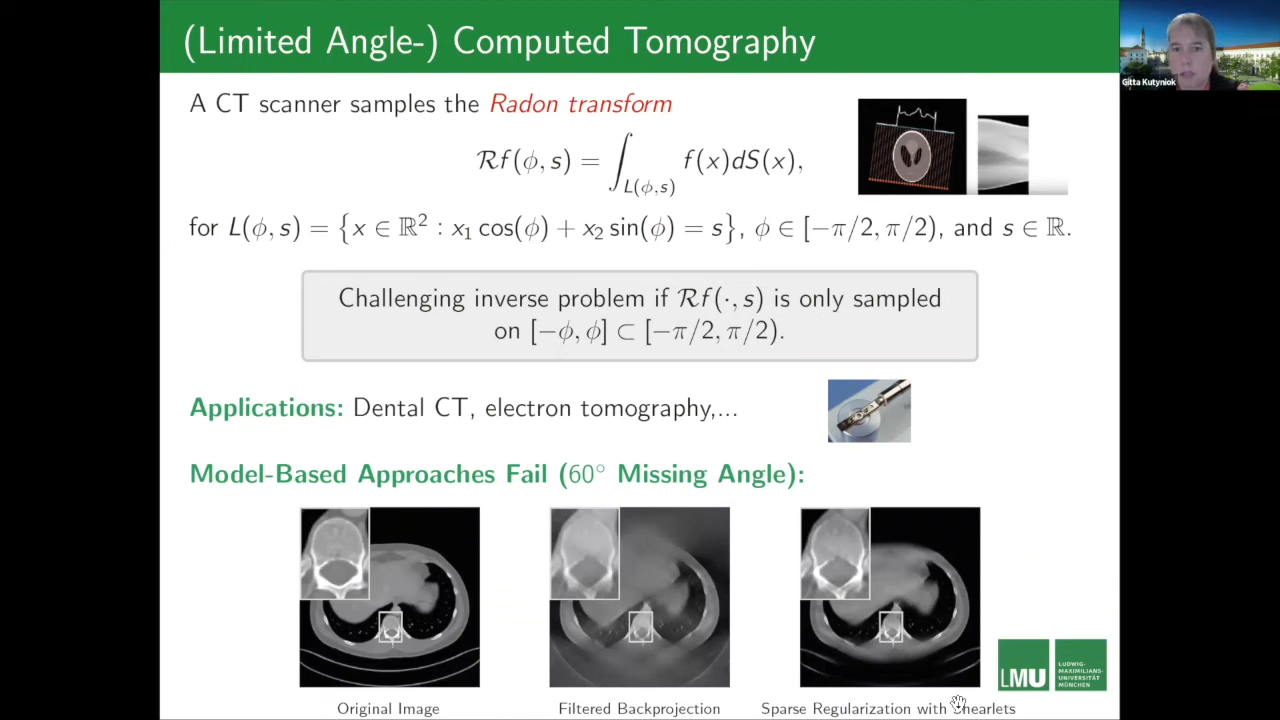 (Limited Angle-) Computed Tomography
Gitta Kutyniok
A CT scanner samples the Radon transform
ℛf(ϕ, s) = ∫_{L(ϕ,s)} f(x)dS(x),
for L(ϕ, s) = {x ∈ ℝ² : x₁ cos(ϕ) + x₂ sin(ϕ) = s}, ϕ ∈ [−π/2, π/2), and s ∈ ℝ.
Challenging inverse problem if ℛf(·, s) is only sampled
on [−ϕ, ϕ] ⊂ [−π/2, π/2).
Applications: Dental CT, electron tomography,...
Model-Based Approaches Fail (60° Missing Angle):
Original Image
Filtered Backprojection
Sparse Regularization with Shearlets
LMU
LUDWIG-
MAXIMILIANS-
UNIVERSITÄT
MÜNCHEN